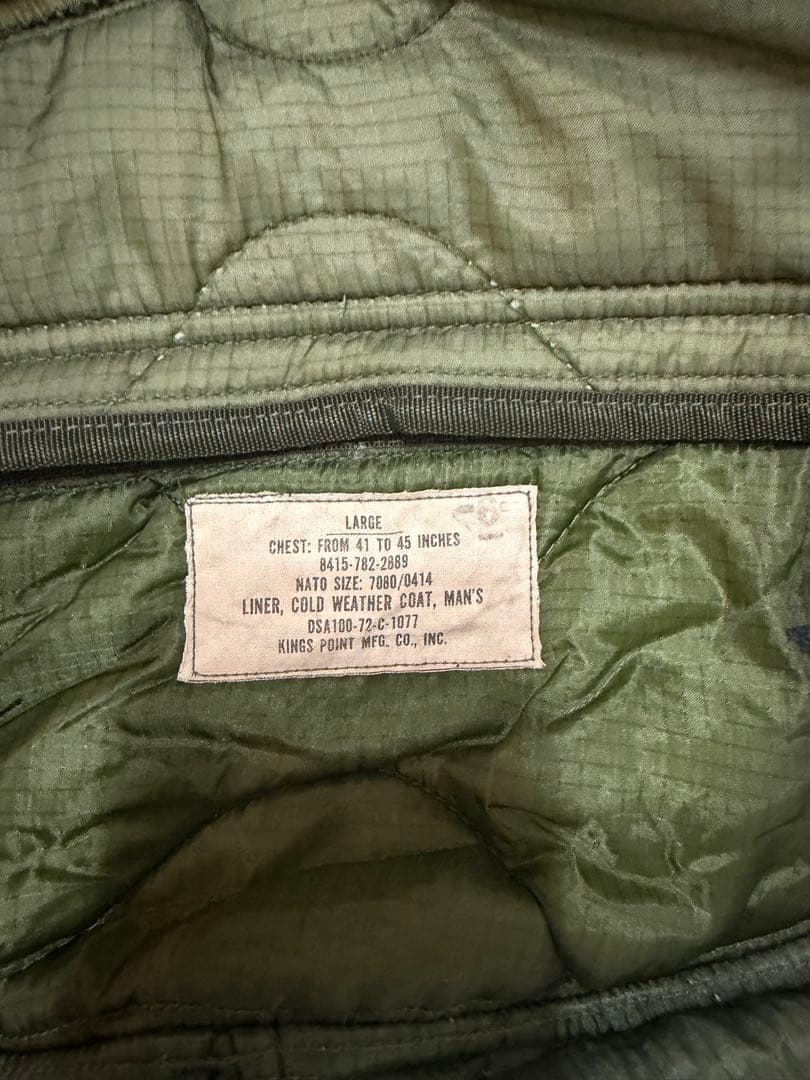 LARGE
CHEST: FROM 41 TO 45 INCHES
8415-782-2889
NATO SIZE: 7080/0414
LINER, COLD WEATHER COAT, MAN'S
DSA100-72-C-1077
KINGS POINT MFG. CO., INC.